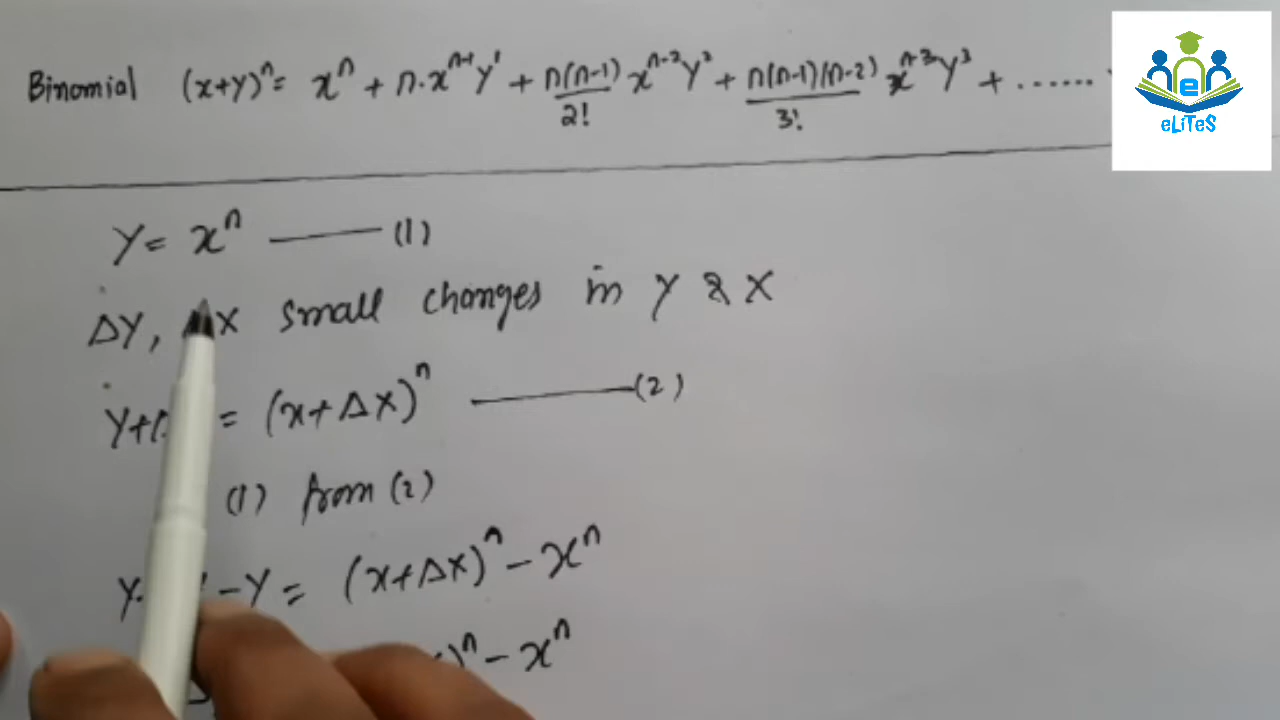 Binomial (x+y)ⁿ = xⁿ + n·xⁿ⁻¹y¹ + n(n-1)/2! xⁿ⁻²y² + n(n-1)(n-2)/3! xⁿ⁻³y³ + ......
e
eLiTeS
Y = xⁿ —— (1)
ΔY, ΔX small changes in Y & X
Y+Δ = (x+ΔX)ⁿ —— (2)
(1) from (2)
Y - Y = (x+ΔX)ⁿ - xⁿ
)ⁿ - xⁿ